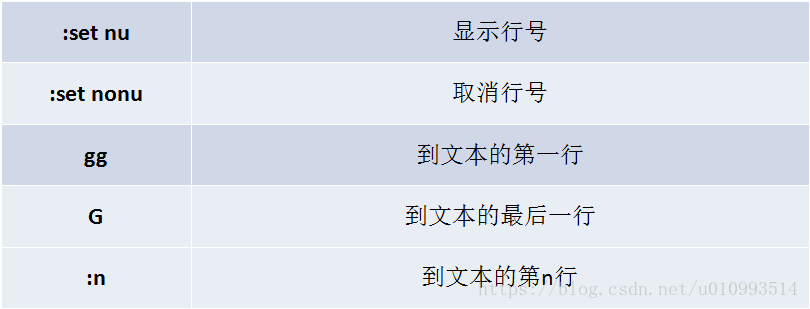 :set nu 显示行号
:set nonu 取消行号
gg 到文本的第一行
G 到文本的最后一行
:n 到文本的第n行
https://blog.csdn.net/u010993514